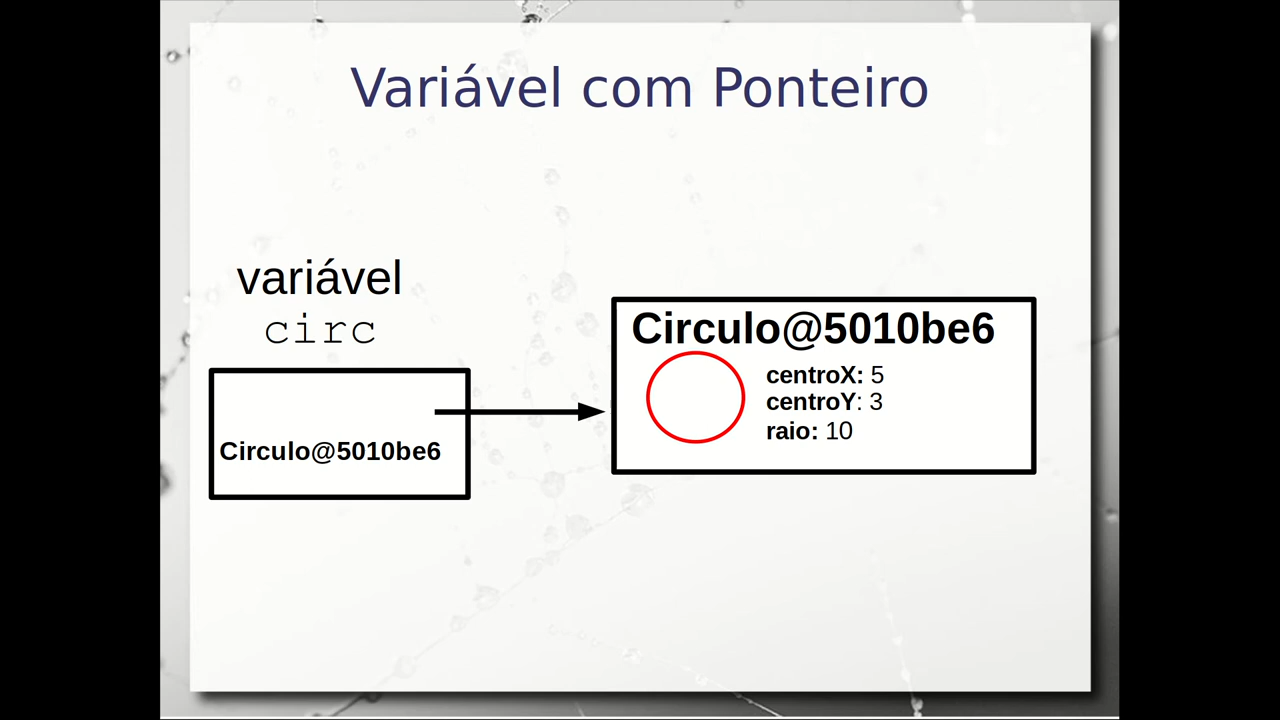 Variável com Ponteiro
variável
circ
Circulo@5010be6
Circulo@5010be6
centroX: 5
centroY: 3
raio: 10